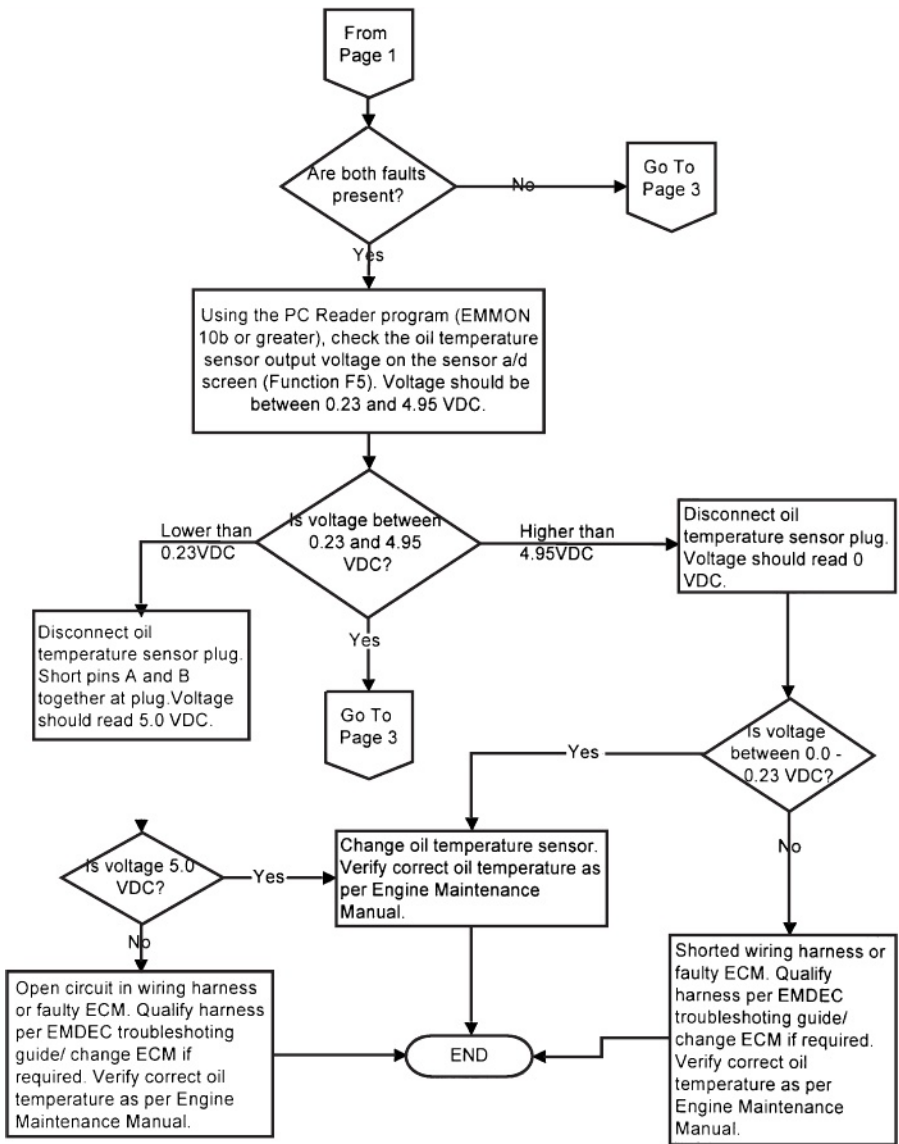 From
Page 1
Are both faults
present?
No
Go To
Page 3
Yes
Using the PC Reader program (EMMON
10b or greater), check the oil temperature
sensor output voltage on the sensor a/d
screen (Function F5). Voltage should be
between 0.23 and 4.95 VDC.
Is voltage between
0.23 and 4.95
VDC?
Lower than
0.23VDC
Higher than
4.95VDC
Disconnect oil
temperature sensor plug.
Voltage should read 0
VDC.
Disconnect oil
temperature sensor plug.
Short pins A and B
together at plug.Voltage
should read 5.0 VDC.
Yes
Go To
Page 3
Is voltage
between 0.0 -
0.23 VDC?
Yes
No
Is voltage 5.0
VDC?
Yes
Change oil temperature sensor.
Verify correct oil temperature as
per Engine Maintenance
Manual.
No
Open circuit in wiring harness
or faulty ECM. Qualify harness
per EMDEC troubleshoting
guide/ change ECM if
required. Verify correct oil
temperature as per Engine
Maintenance Manual.
END
Shorted wiring harness or
faulty ECM. Qualify
harness per EMDEC
troubleshoting guide/
change ECM if required.
Verify correct oil
temperature as per
Engine Maintenance
Manual.